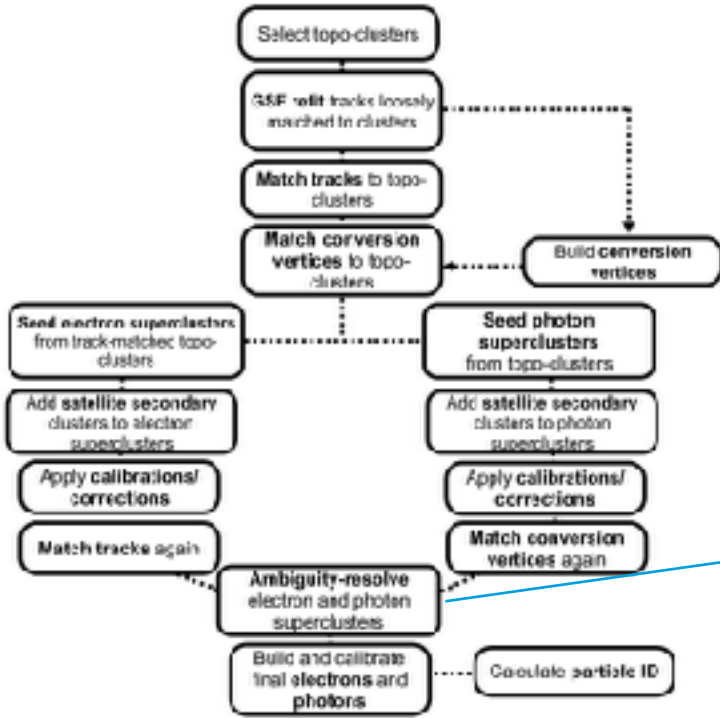 Select topo-clusters
GSF refit tracks loosely
matched to clusters
Match tracks to topo-
clusters
Match conversion
vertices to topo-
clusters
Build conversion
vertices
Seed electron superclusters
from track-matched topo-
clusters
Seed photon
superclusters
from topo-clusters
Add satellite secondary
clusters to electron
superclusters
Add satellite secondary
clusters to photon
superclusters
Apply calibrations/
corrections
Apply calibrations/
corrections
Match tracks again
Match conversion
vertices again
Ambiguity-resolve
electron and photon
superclusters
Build and calibrate
final electrons and
photons
Calculate particle ID